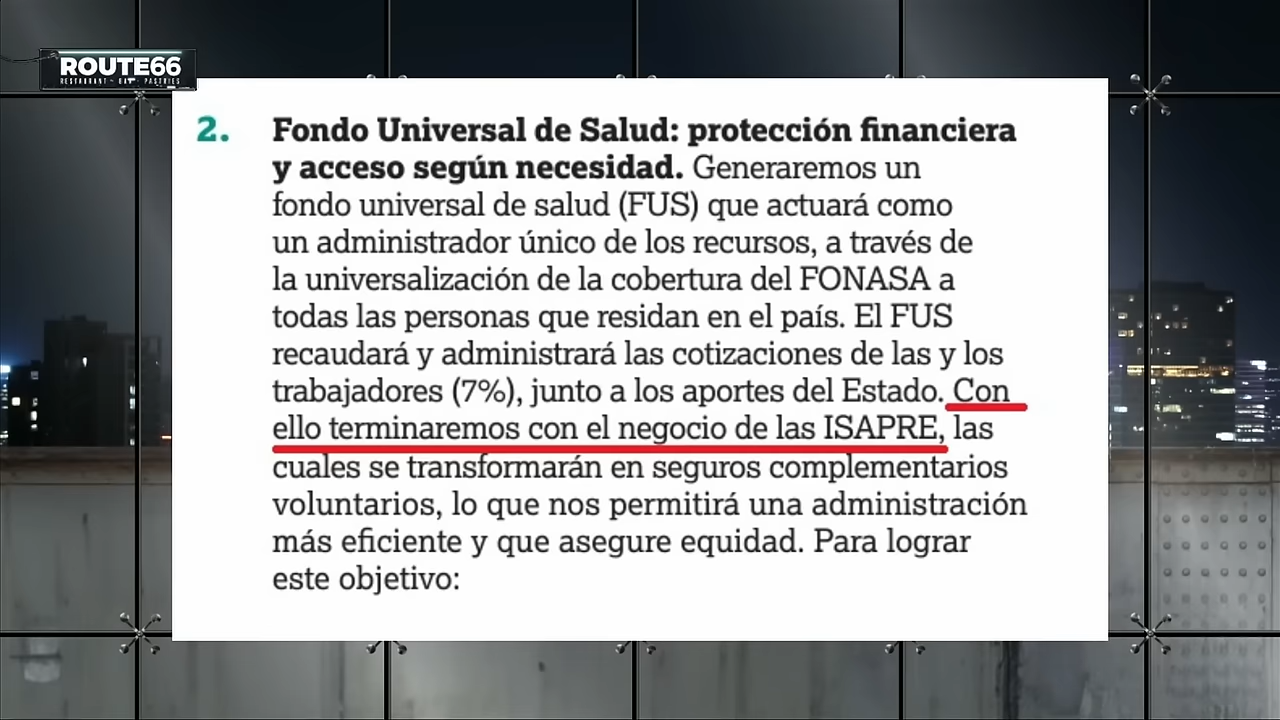 ROUTE66
RESTAURANT - BAR - PASTRIES
2. Fondo Universal de Salud: protección financiera
y acceso según necesidad. Generaremos un
fondo universal de salud (FUS) que actuará como
un administrador único de los recursos, a través de
la universalización de la cobertura del FONASA a
todas las personas que residan en el país. El FUS
recaudará y administrará las cotizaciones de las y los
trabajadores (7%), junto a los aportes del Estado. Con
ello terminaremos con el negocio de las ISAPRE, las
cuales se transformarán en seguros complementarios
voluntarios, lo que nos permitirá una administración
más eficiente y que asegure equidad. Para lograr
este objetivo: